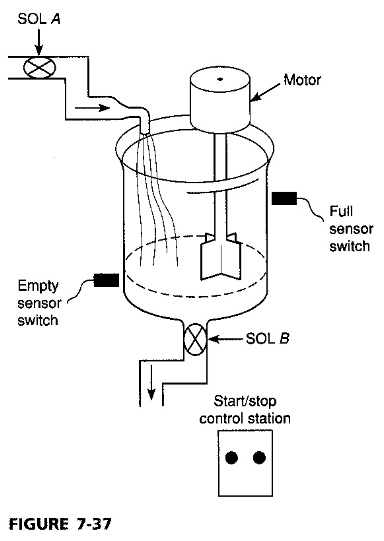 SOL A
Motor
Full
sensor
switch
Empty
sensor
switch
SOL B
Start/stop
control station
FIGURE 7-37